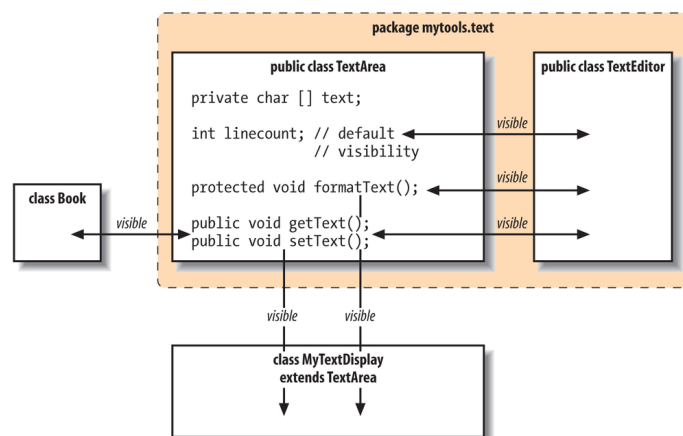 package mytools.text
public class TextArea
private char [] text;
int linecount; // default
// visibility
protected void formatText();
public void getText();
public void setText();
public class TextEditor
visible
visible
visible
class Book
visible
visible
visible
class MyTextDisplay
extends TextArea